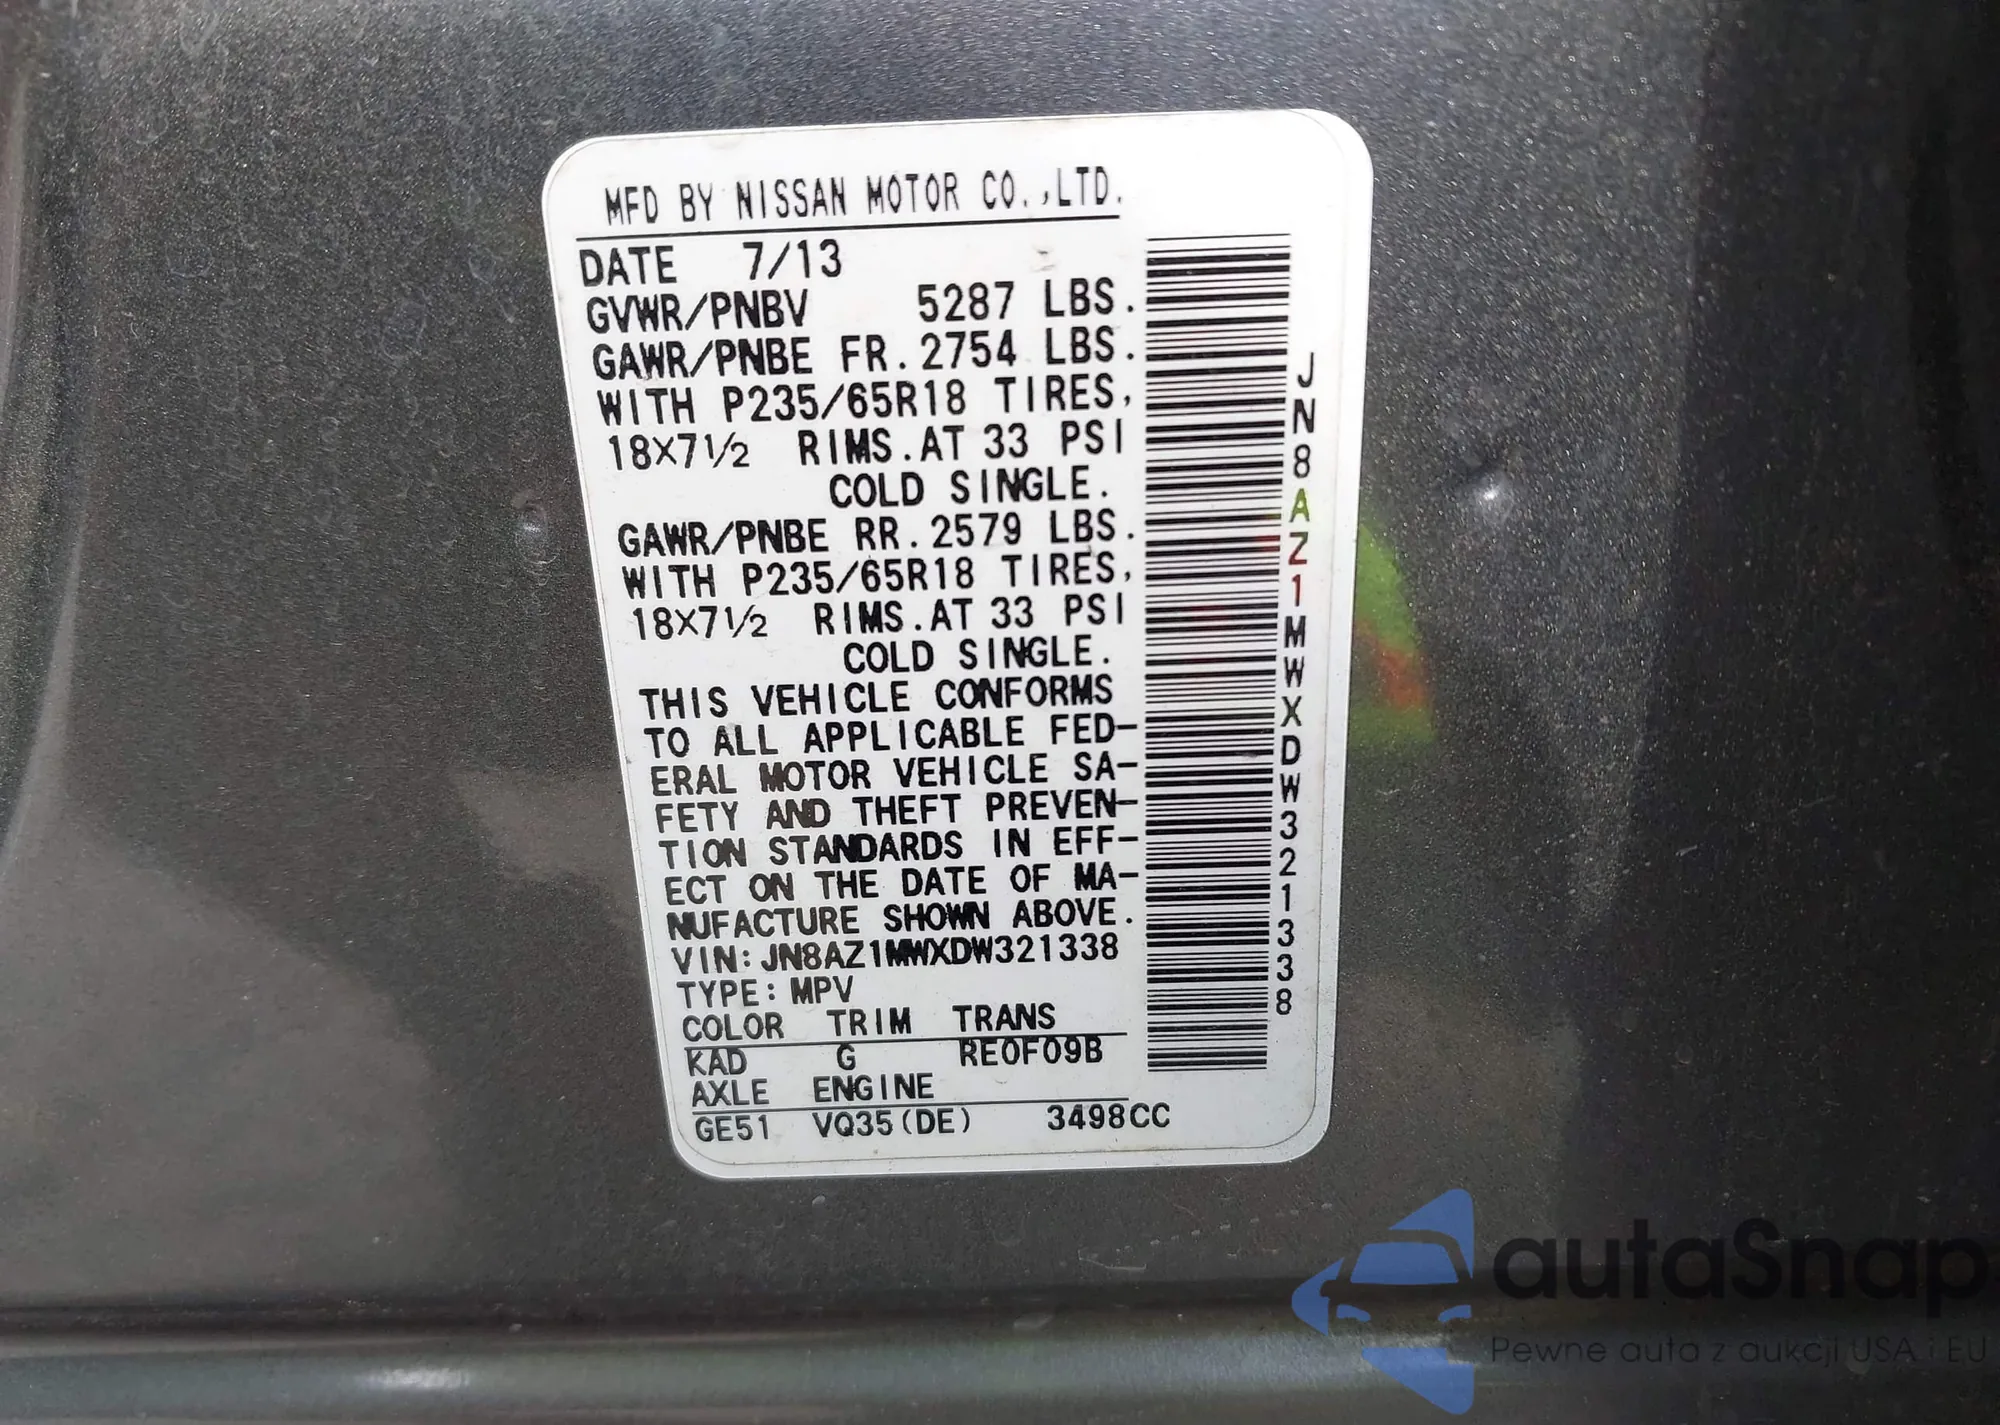 MFD BY NISSAN MOTOR CO.,LTD.
DATE 7/13
GVWR/PNBV 5287 LBS.
GAWR/PNBE FR. 2754 LBS.
WITH P235/65R18 TIRES,
18X7½ RIMS. AT 33 PSI
COLD SINGLE.
GAWR/PNBE RR. 2579 LBS.
WITH P235/65R18 TIRES,
18X7½ RIMS. AT 33 PSI
COLD SINGLE.
THIS VEHICLE CONFORMS
TO ALL APPLICABLE FED-
ERAL MOTOR VEHICLE SA-
FETY AND THEFT PREVEN-
TION STANDARDS IN EFF-
ECT ON THE DATE OF MA-
NUFACTURE SHOWN ABOVE.
VIN: JN8AZ1MWXDW321338
TYPE: MPV
COLOR TRIM TRANS
KAD G RE0F09B
AXLE ENGINE
GE51 VQ35(DE) 3498CC
JN8AZ1MWXDW321338
autaSnap
Pewne auta z aukcji USA i EU